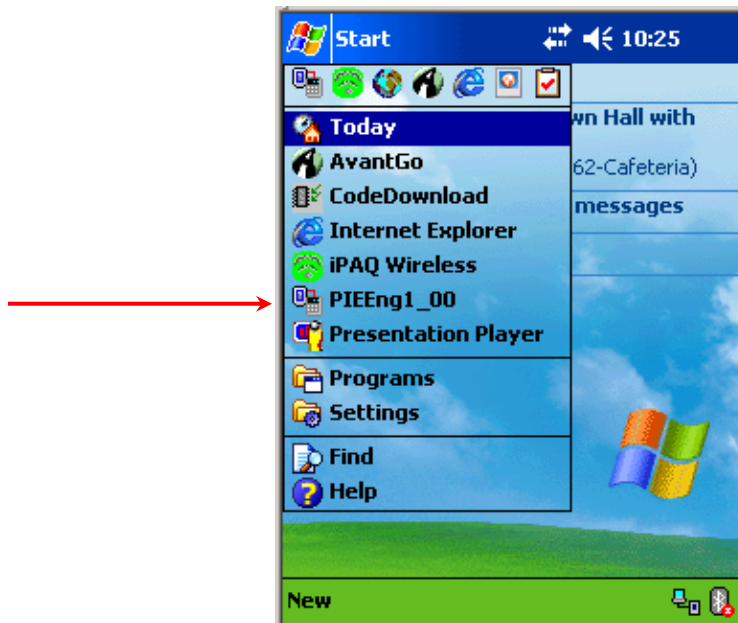 Start 10:25
Today
wn Hall with
AvantGo
62-Cafeteria)
CodeDownload
messages
Internet Explorer
iPAQ Wireless
PIEEng1_00
Presentation Player
Programs
Settings
Find
Help
New